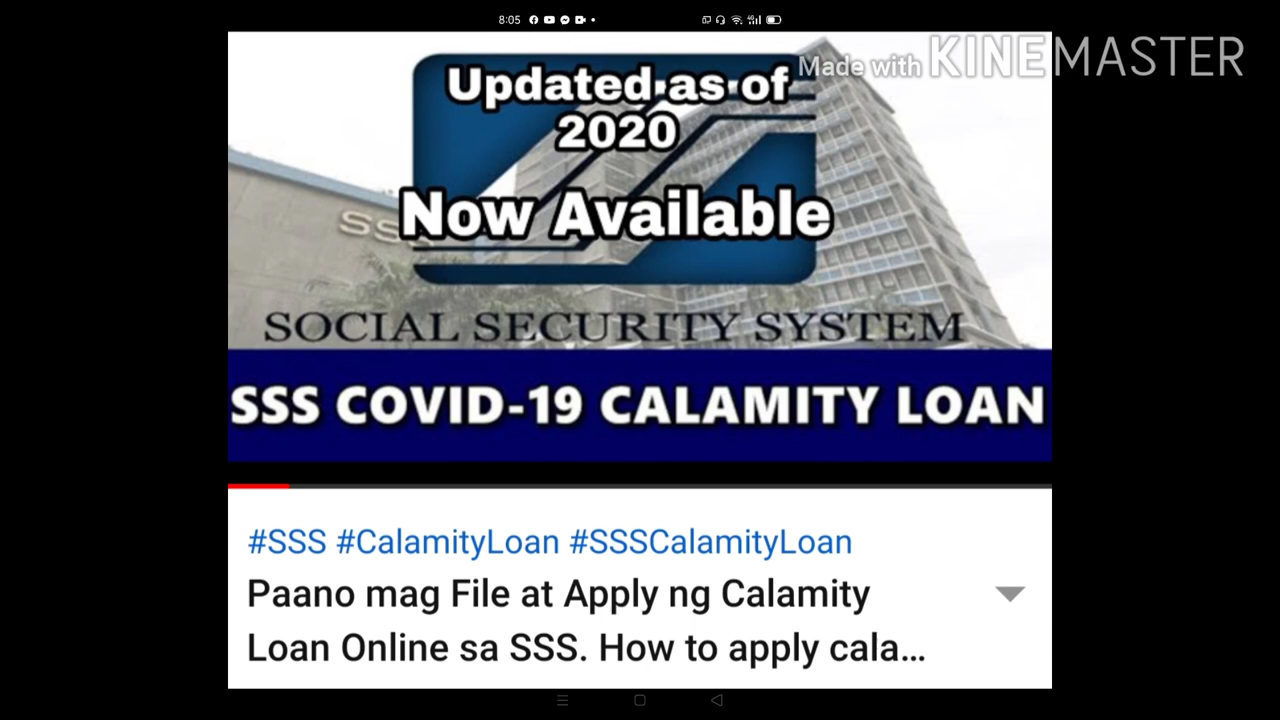 8:05
Made with KINEMASTER
Updated as of
2020
Now Available
SSS
SOCIAL SECURITY SYSTEM
SSS COVID-19 CALAMITY LOAN
#SSS #CalamityLoan #SSSCalamityLoan
Paano mag File at Apply ng Calamity
Loan Online sa SSS. How to apply cala...